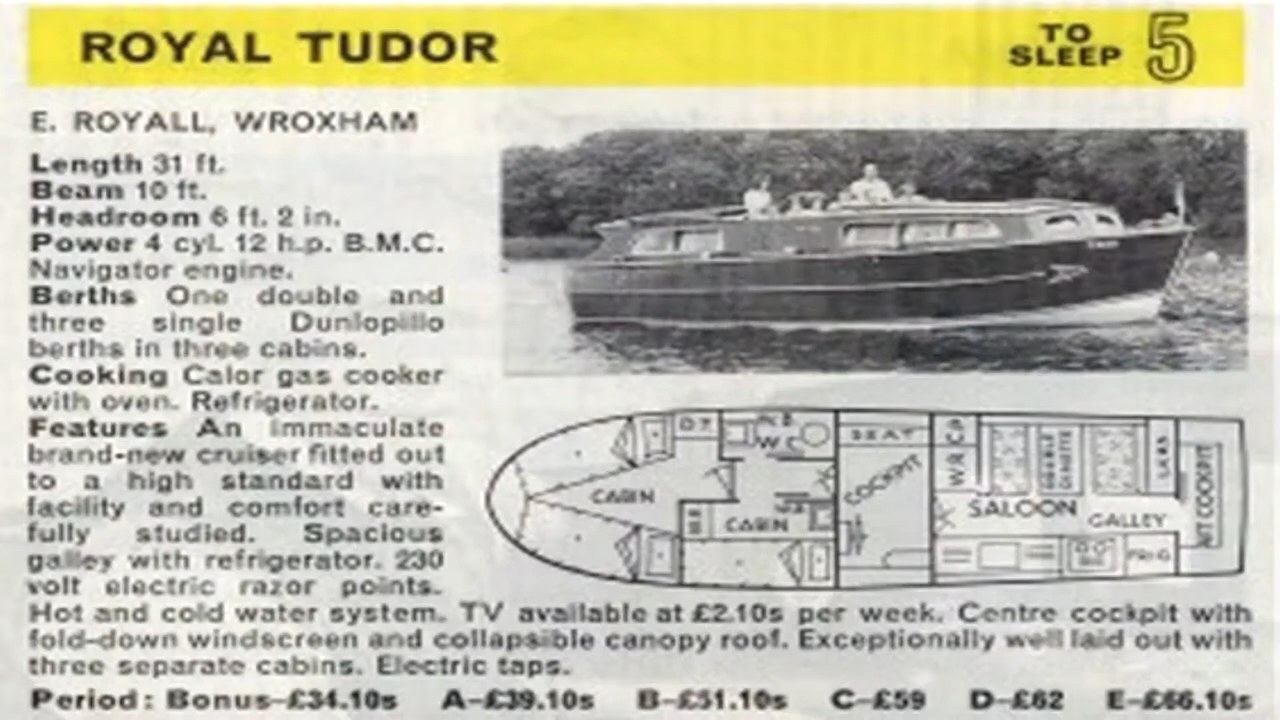 ROYAL TUDOR
TO SLEEP 5
E. ROYALL, WROXHAM
Length 31 ft.
Beam 10 ft.
Headroom 6 ft. 2 in.
Power 4 cyl. 12 h.p. B.M.C.
Navigator engine.
Berths One double and
three single Dunlopillo
berths in three cabins.
Cooking Calor gas cooker
with oven. Refrigerator.
Features An immaculate
brand-new cruiser fitted out
to a high standard with
facility and comfort care-
fully studied. Spacious
galley with refrigerator. 230
volt electric razor points.
Hot and cold water system. TV available at £2.10s per week. Centre cockpit with
fold-down windscreen and collapsible canopy roof. Exceptionally well laid out with
three separate cabins. Electric taps.
Period: Bonus-£34.10s A-£39.10s B-£51.10s C-£59 D-£62 E-£66.10s
CABIN
W.C
CABIN
SEAT
COCKPIT
DOUBLE DINETTE
SALOON
GALLEY
FRIG
AFT COCKPIT